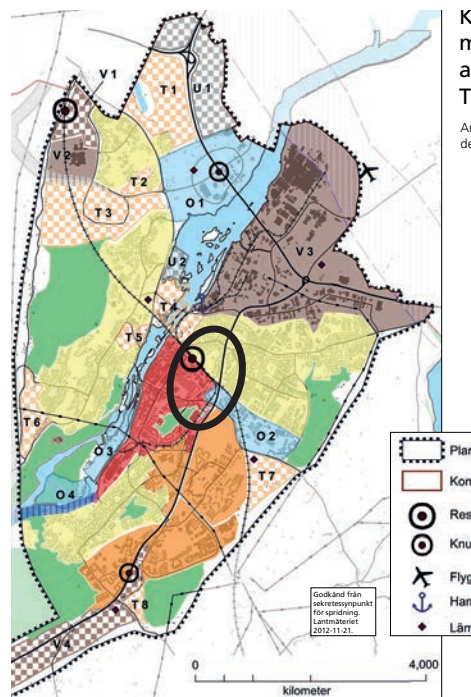 K
m
a
T
Ar
de
V 1
T 1
U 1
V 2
T 2
T 3
O 1
U 2
V 3
T 4
T 5
T 6
O 3
O 2
O 4
T 7
T 8
V 4
Plan
Kon
Res
Knu
Flyg
Ham
Läm
Godkänd från
sekretessynpunkt
för spridning.
Lantmäteriet
2012-11-21.
0
4,000
kilometer